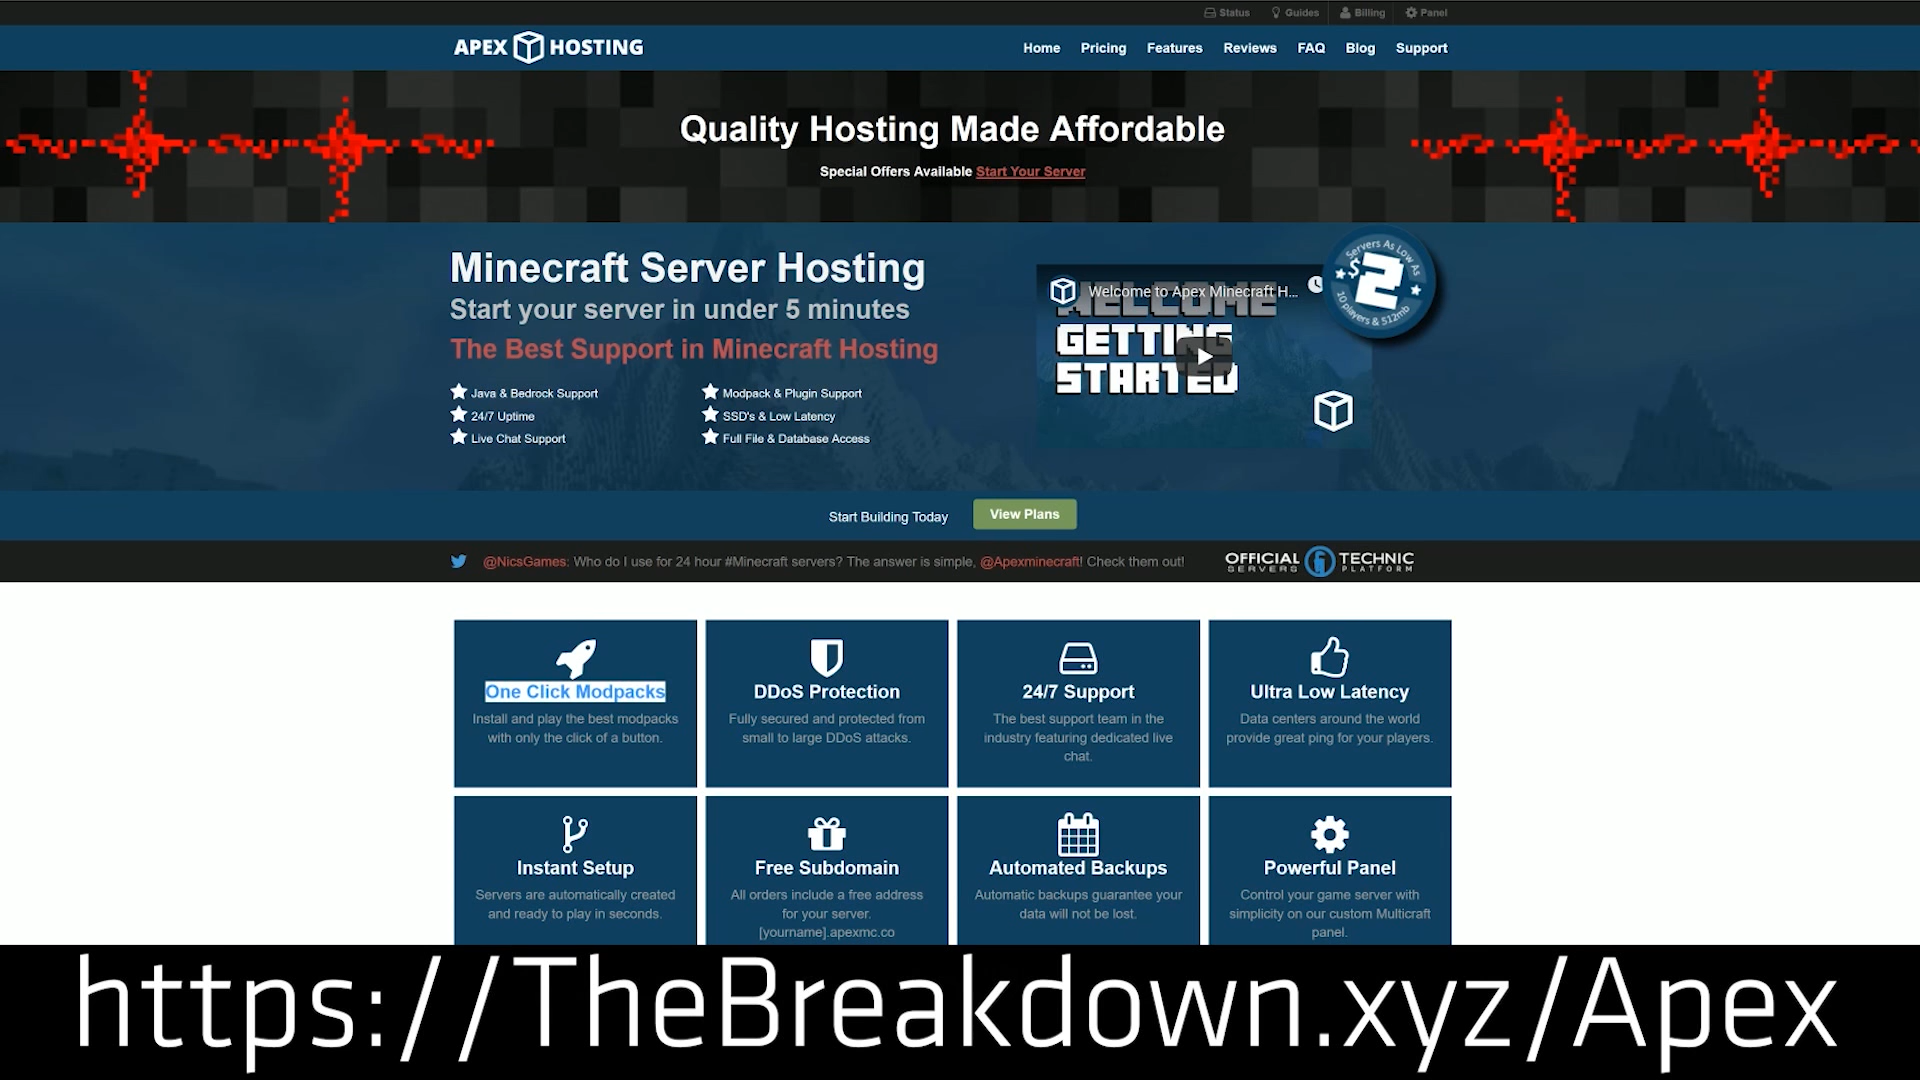 Status Guides Billing Panel
APEX HOSTING
Home Pricing Features Reviews FAQ Blog Support
Quality Hosting Made Affordable
Special Offers Available Start Your Server
Minecraft Server Hosting
Start your server in under 5 minutes
The Best Support in Minecraft Hosting
Java & Bedrock Support
Modpack & Plugin Support
24/7 Uptime
SSD's & Low Latency
Live Chat Support
Full File & Database Access
Welcome to Apex Minecraft H...
WELCOME
GETTING
STARTED
Servers As Low As
$2
10 players & 512mb
Start Building Today
View Plans
@NicsGames: Who do I use for 24 hour #Minecraft servers? The answer is simple, @Apexminecraft! Check them out!
OFFICIAL TECHNIC
SERVERS PLATFORM
One Click Modpacks
Install and play the best modpacks
with only the click of a button.
DDoS Protection
Fully secured and protected from
small to large DDoS attacks.
24/7 Support
The best support team in the
industry featuring dedicated live
chat.
Ultra Low Latency
Data centers around the world
provide great ping for your players.
Instant Setup
Servers are automatically created
and ready to play in seconds.
Free Subdomain
All orders include a free address
for your server.
[yourname].apexmc.co
Automated Backups
Automatic backups guarantee your
data will not be lost.
Powerful Panel
Control your game server with
simplicity on our custom Multicraft
panel.
https://TheBreakdown.xyz/Apex